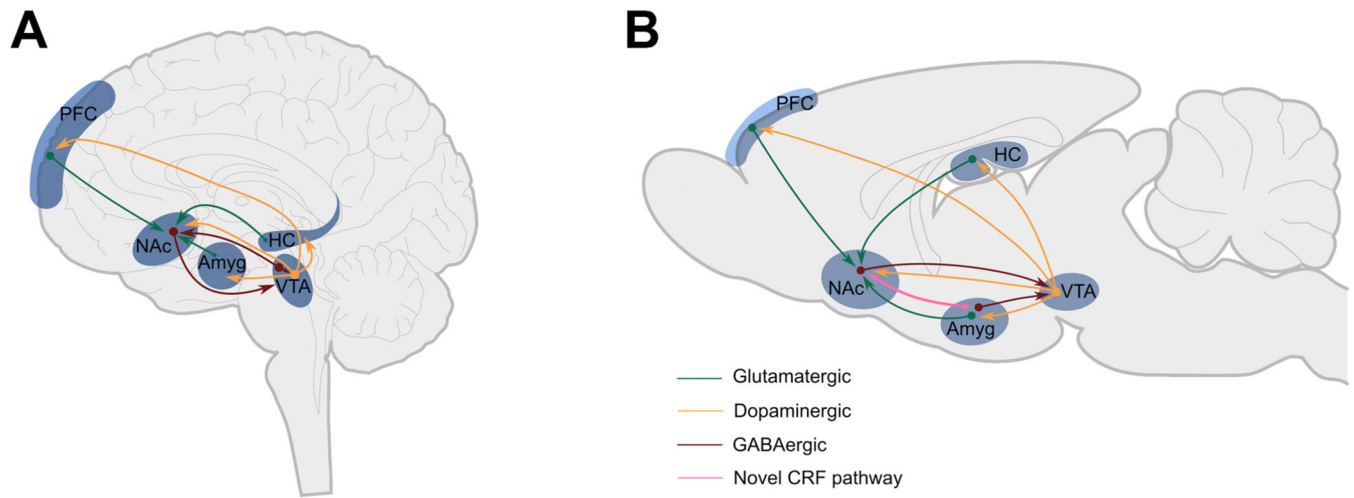 A
PFC
NAc
Amyg
HC
VTA
B
PFC
HC
NAc
Amyg
VTA
Glutamatergic
Dopaminergic
GABAergic
Novel CRF pathway